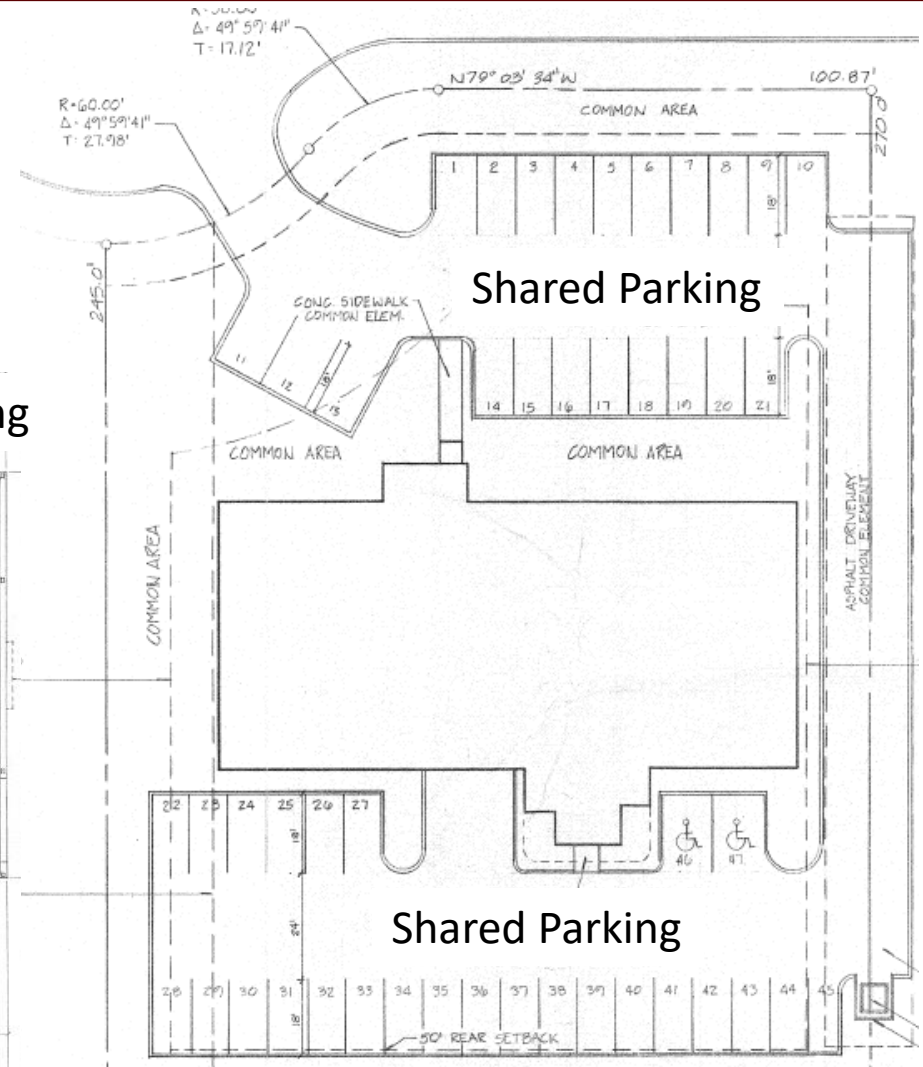 Δ= 49° 59' 41"
T= 17.12'
R=60.00'
Δ= 49°59'41"
T= 27.98'
N79° 03' 34" W
100.87'
COMMON AREA
270.0'
1 2 3 4 5 6 7 8 9 10
18'
245.0'
Shared Parking
CONC. SIDEWALK
COMMON ELEM.
11
12
18'
13
18'
14 15 16 17 18 19 20 21
ng
COMMON AREA
COMMON AREA
COMMON AREA
ASPHALT DRIVEWAY
COMMON ELEMENT
22 23 24 25 26 27
18'
46 47
24'
Shared Parking
28 29 30 31 32 33 34 35 36 37 38 39 40 41 42 43 44 45
18'
50' REAR SETBACK